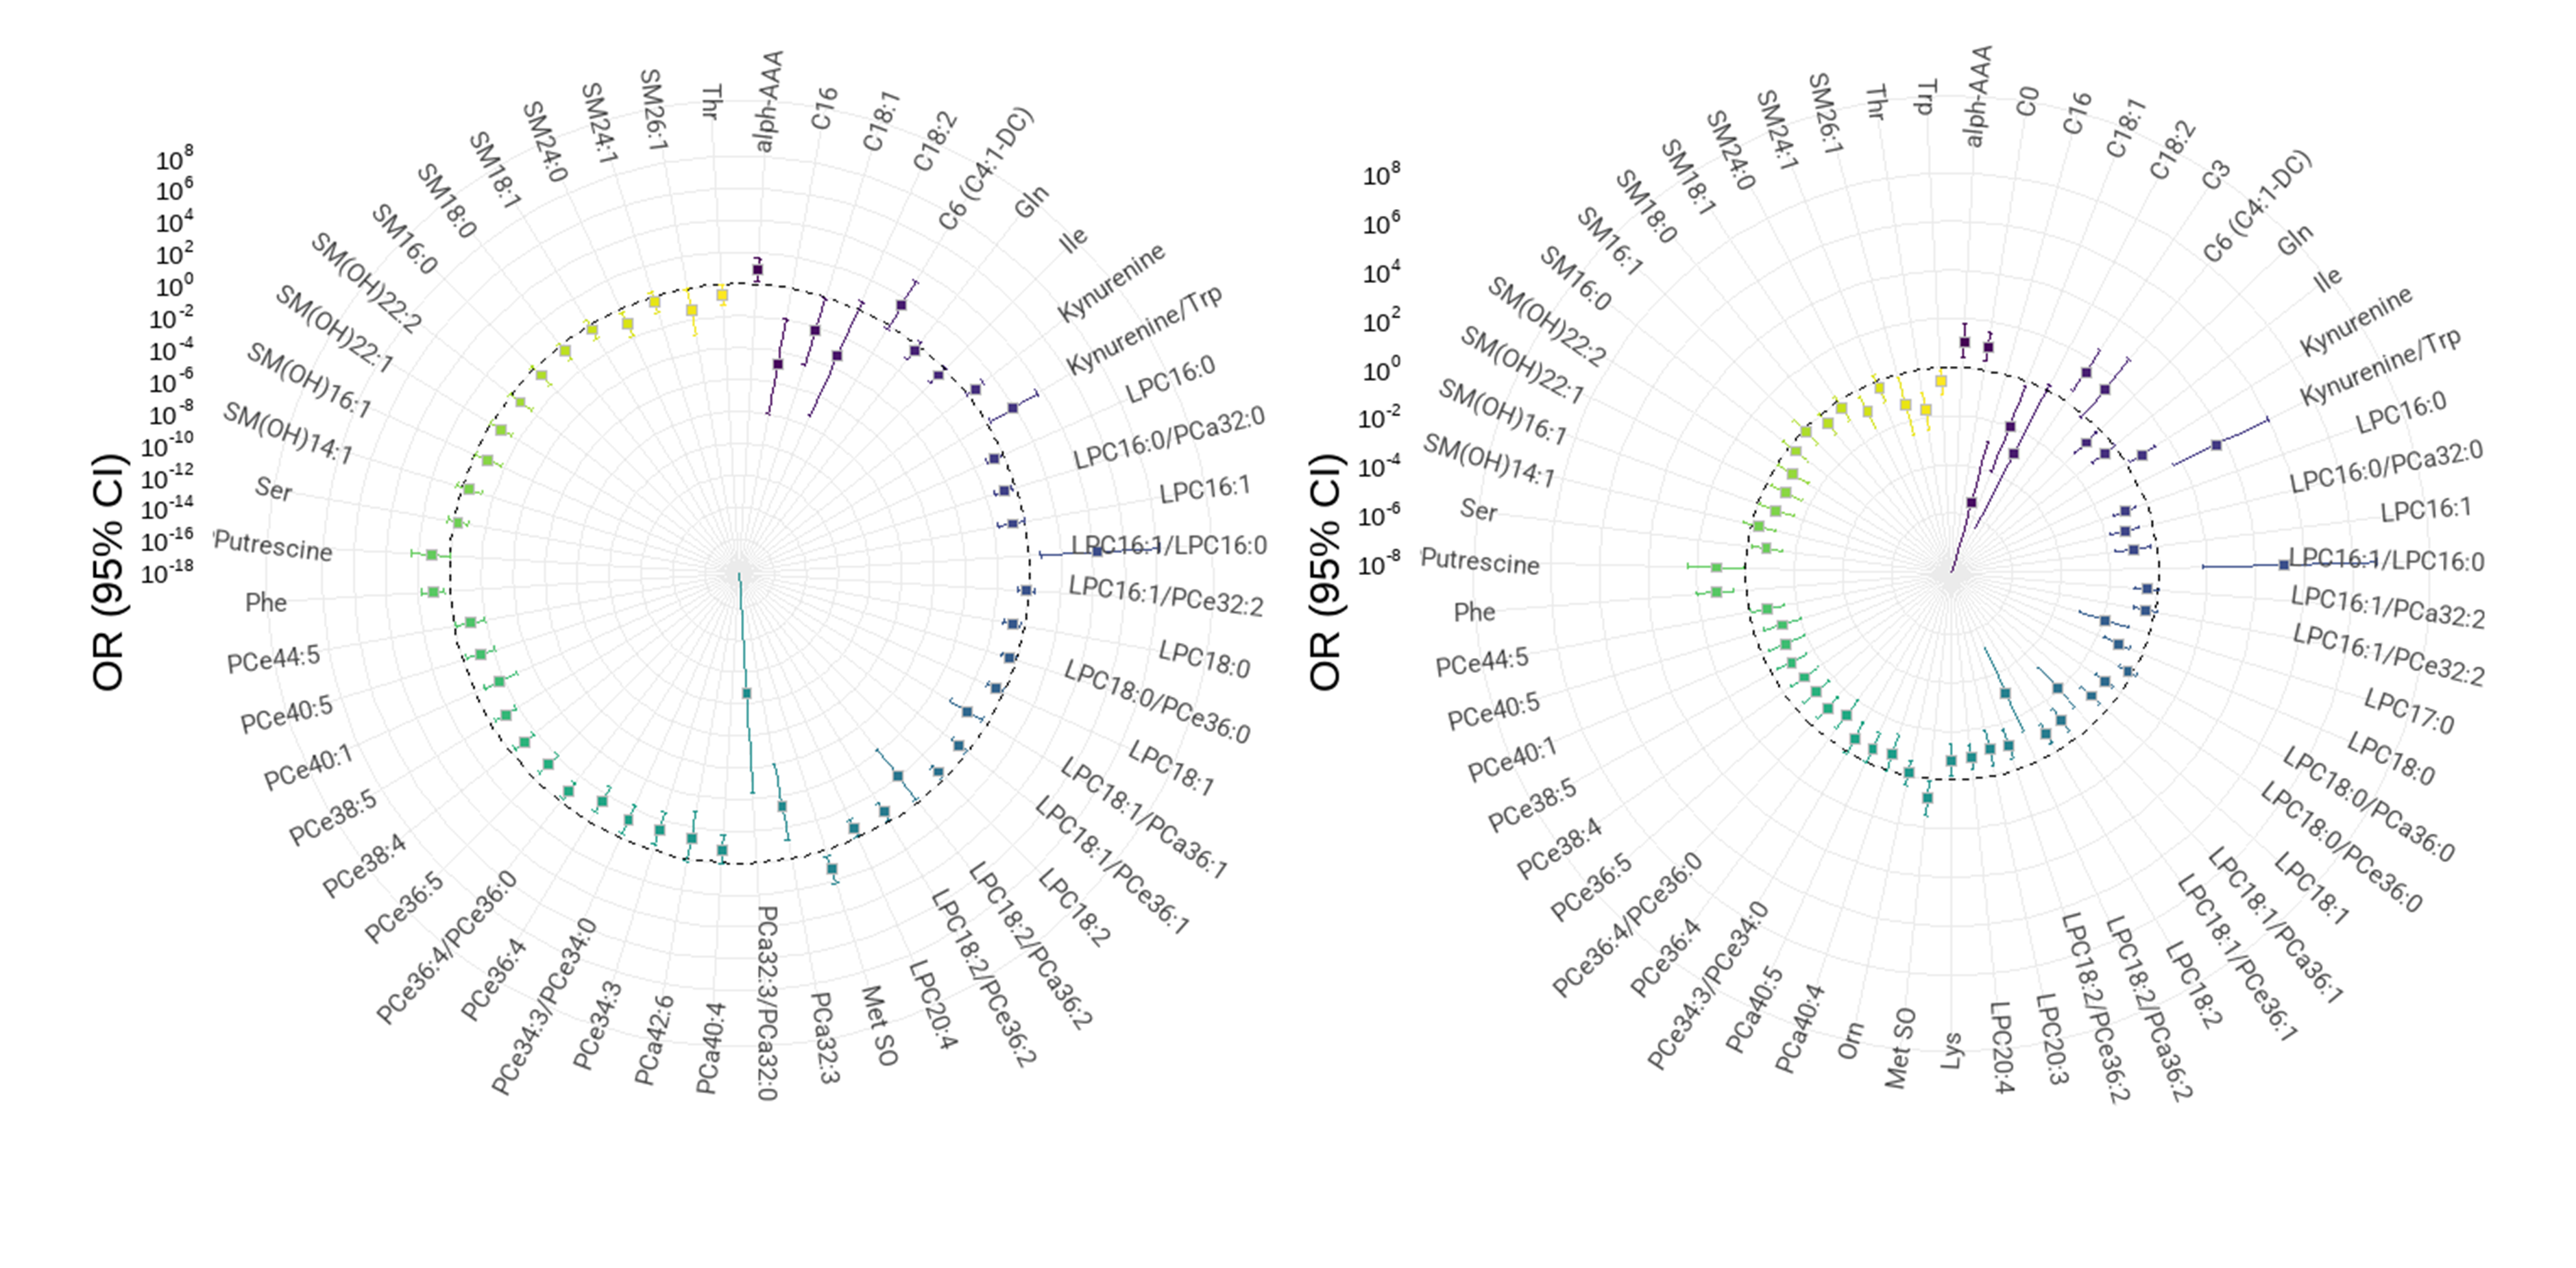 OR (95% CI)
10^8
10^6
10^4
10^2
10^0
10^-2
10^-4
10^-6
10^-8
10^-10
10^-12
10^-14
10^-16
10^-18
alph-AAA
C16
C18:1
C18:2
C6 (C4:1-DC)
Gln
Ile
Kynurenine
Kynurenine/Trp
LPC16:0
LPC16:0/PCa32:0
LPC16:1
LPC16:1/LPC16:0
LPC16:1/PCe32:2
LPC18:0
LPC18:0/PCe36:0
LPC18:1
LPC18:1/PCa36:1
LPC18:1/PCe36:1
LPC18:2
LPC18:2/PCa36:2
LPC18:2/PCe36:2
LPC20:4
Met SO
PCa32:3
PCa32:3/PCa32:0
PCa40:4
PCa42:6
PCe34:3
PCe34:3/PCe34:0
PCe36:4
PCe36:4/PCe36:0
PCe36:5
PCe38:4
PCe38:5
PCe40:1
PCe40:5
PCe44:5
Phe
Putrescine
Ser
SM(OH)14:1
SM(OH)16:1
SM(OH)22:1
SM(OH)22:2
SM16:0
SM18:0
SM18:1
SM24:0
SM24:1
SM26:1
Thr
OR (95% CI)
10^8
10^6
10^4
10^2
10^0
10^-2
10^-4
10^-6
10^-8
alph-AAA
C0
C16
C18:1
C18:2
C3
C6 (C4:1-DC)
Gln
Ile
Kynurenine
Kynurenine/Trp
LPC16:0
LPC16:0/PCa32:0
LPC16:1
LPC16:1/LPC16:0
LPC16:1/PCa32:2
LPC16:1/PCe32:2
LPC17:0
LPC18:0
LPC18:0/PCa36:0
LPC18:0/PCe36:0
LPC18:1
LPC18:1/PCa36:1
LPC18:1/PCe36:1
LPC18:2
LPC18:2/PCa36:2
LPC18:2/PCe36:2
LPC20:3
LPC20:4
Lys
Met SO
Orn
PCa40:4
PCa40:5
PCe34:3/PCe34:0
PCe36:4
PCe36:4/PCe36:0
PCe36:5
PCe38:4
PCe38:5
PCe40:1
PCe40:5
PCe44:5
Phe
Putrescine
Ser
SM(OH)14:1
SM(OH)16:1
SM(OH)22:1
SM(OH)22:2
SM16:0
SM16:1
SM18:0
SM18:1
SM24:0
SM24:1
SM26:1
Thr
Trp